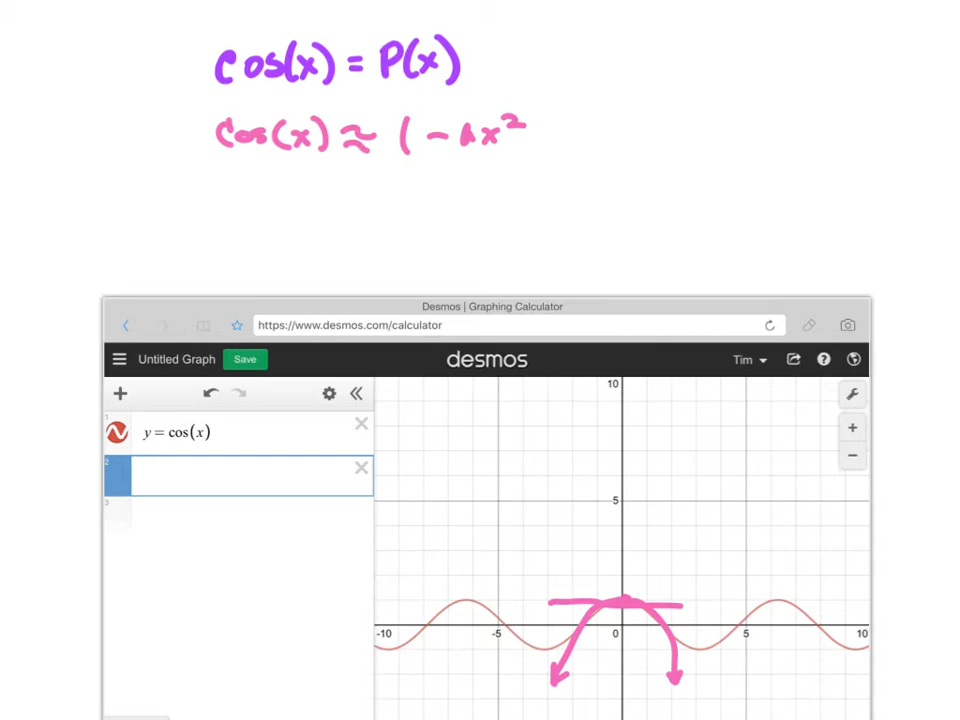 cos(x) = P(x)
cos(x) ≈ 1 - Ax²
Desmos | Graphing Calculator
https://www.desmos.com/calculator
Untitled Graph Save desmos Tim
1
y = cos(x)
2
3
10
5
-10 -5 0 5 10